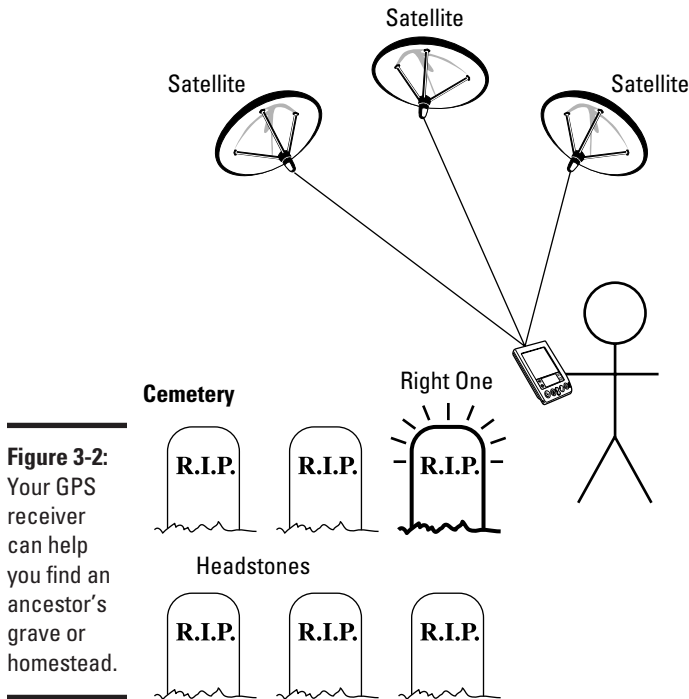 Satellite
Satellite
Satellite
Cemetery
Right One
R.I.P.
R.I.P.
R.I.P.
Headstones
R.I.P.
R.I.P.
R.I.P.
Figure 3-2:
Your GPS
receiver
can help
you find an
ancestor's
grave or
homestead.